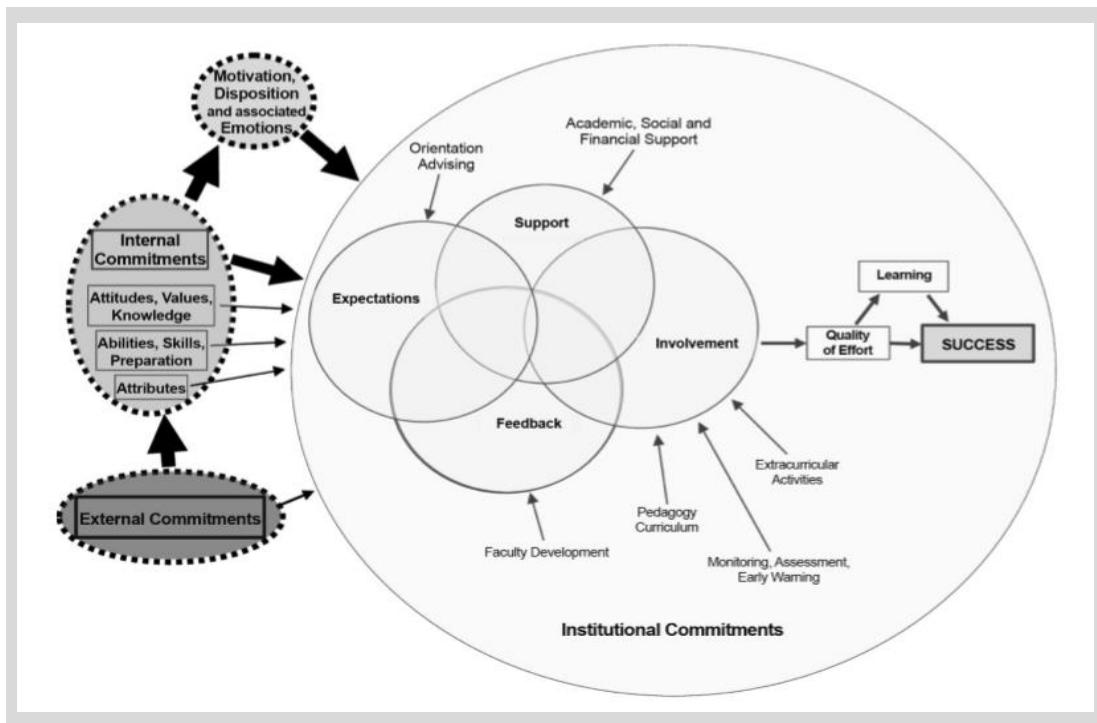 Motivation,
Disposition
and associated
Emotions
Orientation
Advising
Academic, Social and
Financial Support
Support
Internal
Commitments
Attitudes, Values,
Knowledge
Abilities, Skills,
Preparation
Attributes
Expectations
Involvement
Feedback
Learning
Quality
of Effort
SUCCESS
External Commitments
Faculty Development
Pedagogy
Curriculum
Monitoring, Assessment,
Early Warning
Extracurricular
Activities
Institutional Commitments